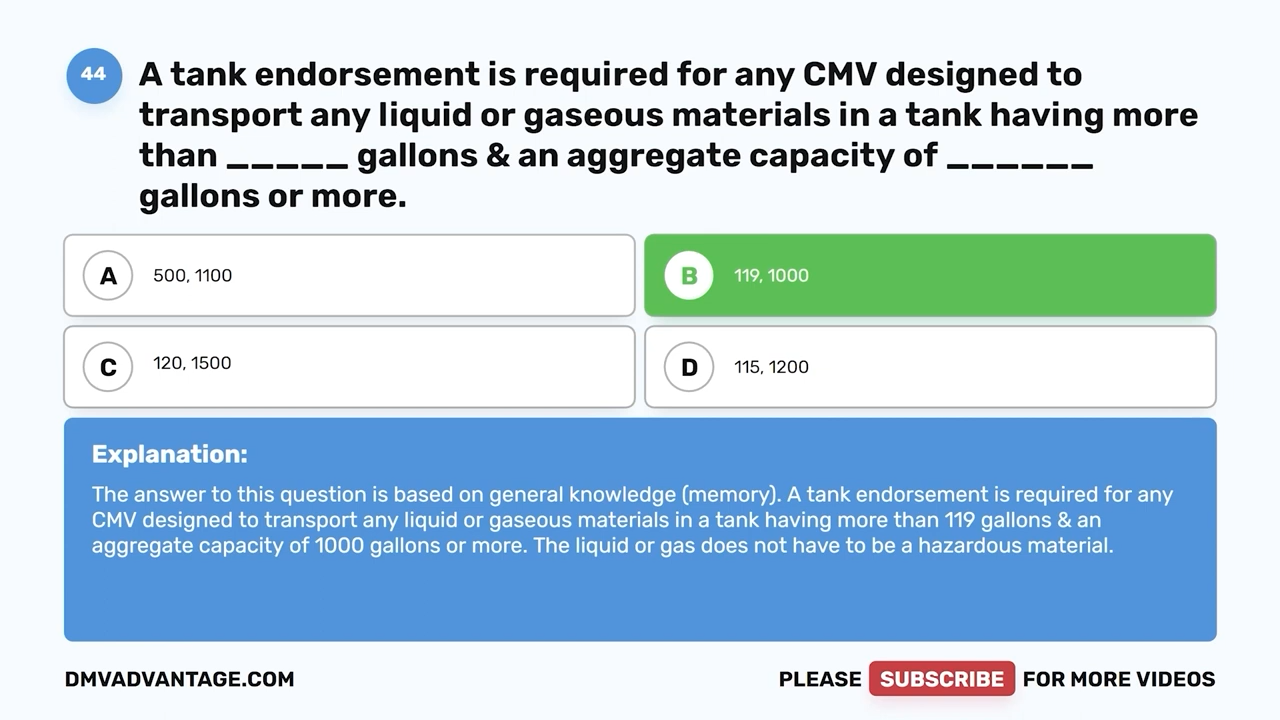 44
A tank endorsement is required for any CMV designed to
transport any liquid or gaseous materials in a tank having more
than _____ gallons & an aggregate capacity of ______
gallons or more.
A 500, 1100
B 119, 1000
C 120, 1500
D 115, 1200
Explanation:
The answer to this question is based on general knowledge (memory). A tank endorsement is required for any
CMV designed to transport any liquid or gaseous materials in a tank having more than 119 gallons & an
aggregate capacity of 1000 gallons or more. The liquid or gas does not have to be a hazardous material.
DMVADVANTAGE.COM
PLEASE SUBSCRIBE FOR MORE VIDEOS